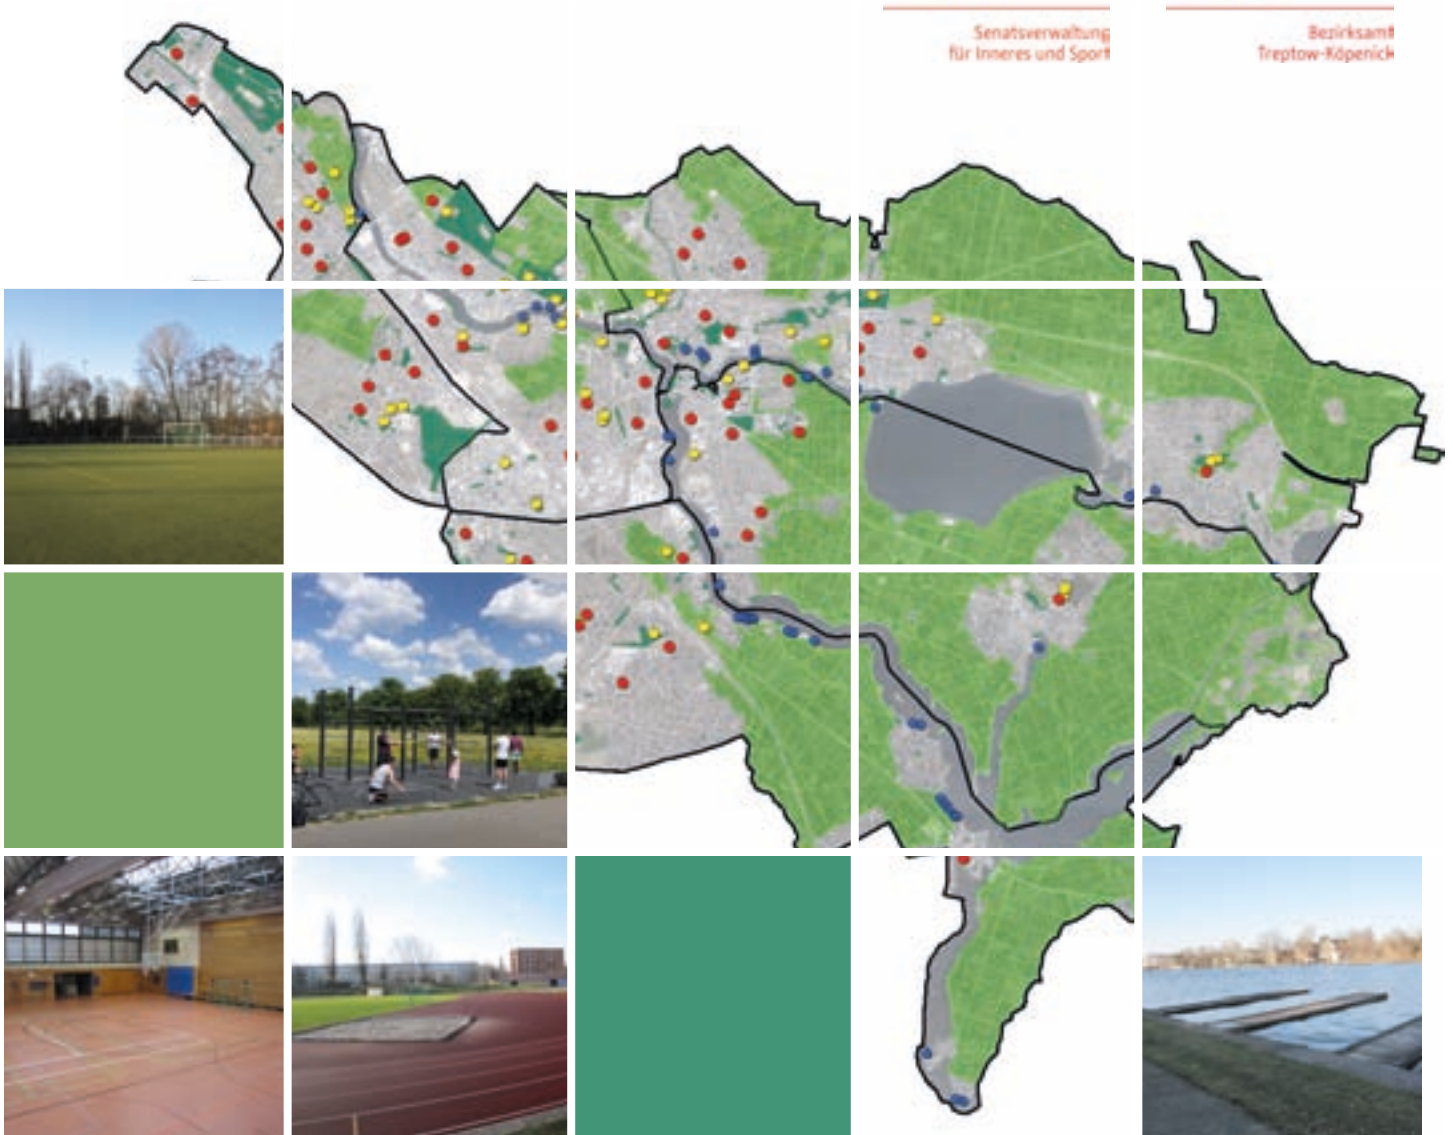 Senatsverwaltung
für Inneres und Sport
Bezirksamt
Treptow-Köpenick